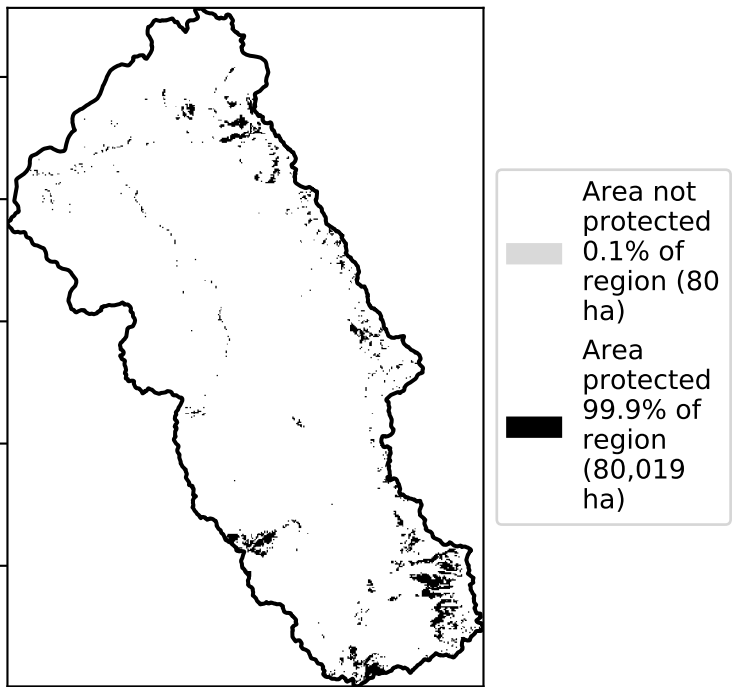 Area not
protected
0.1% of
region (80
ha)
Area
protected
99.9% of
region
(80,019
ha)